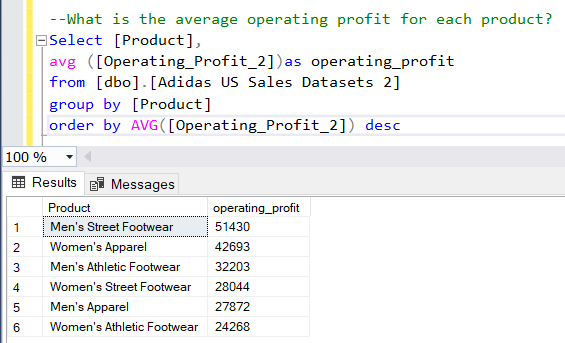 --What is the average operating profit for each product?
Select [Product],
avg ([Operating_Profit_2])as operating_profit
from [dbo].[Adidas US Sales Datasets 2]
group by [Product]
order by AVG([Operating_Profit_2]) desc
100 %
Results Messages
Product operating_profit
1 Men's Street Footwear 51430
2 Women's Apparel 42693
3 Men's Athletic Footwear 32203
4 Women's Street Footwear 28044
5 Men's Apparel 27872
6 Women's Athletic Footwear 24268